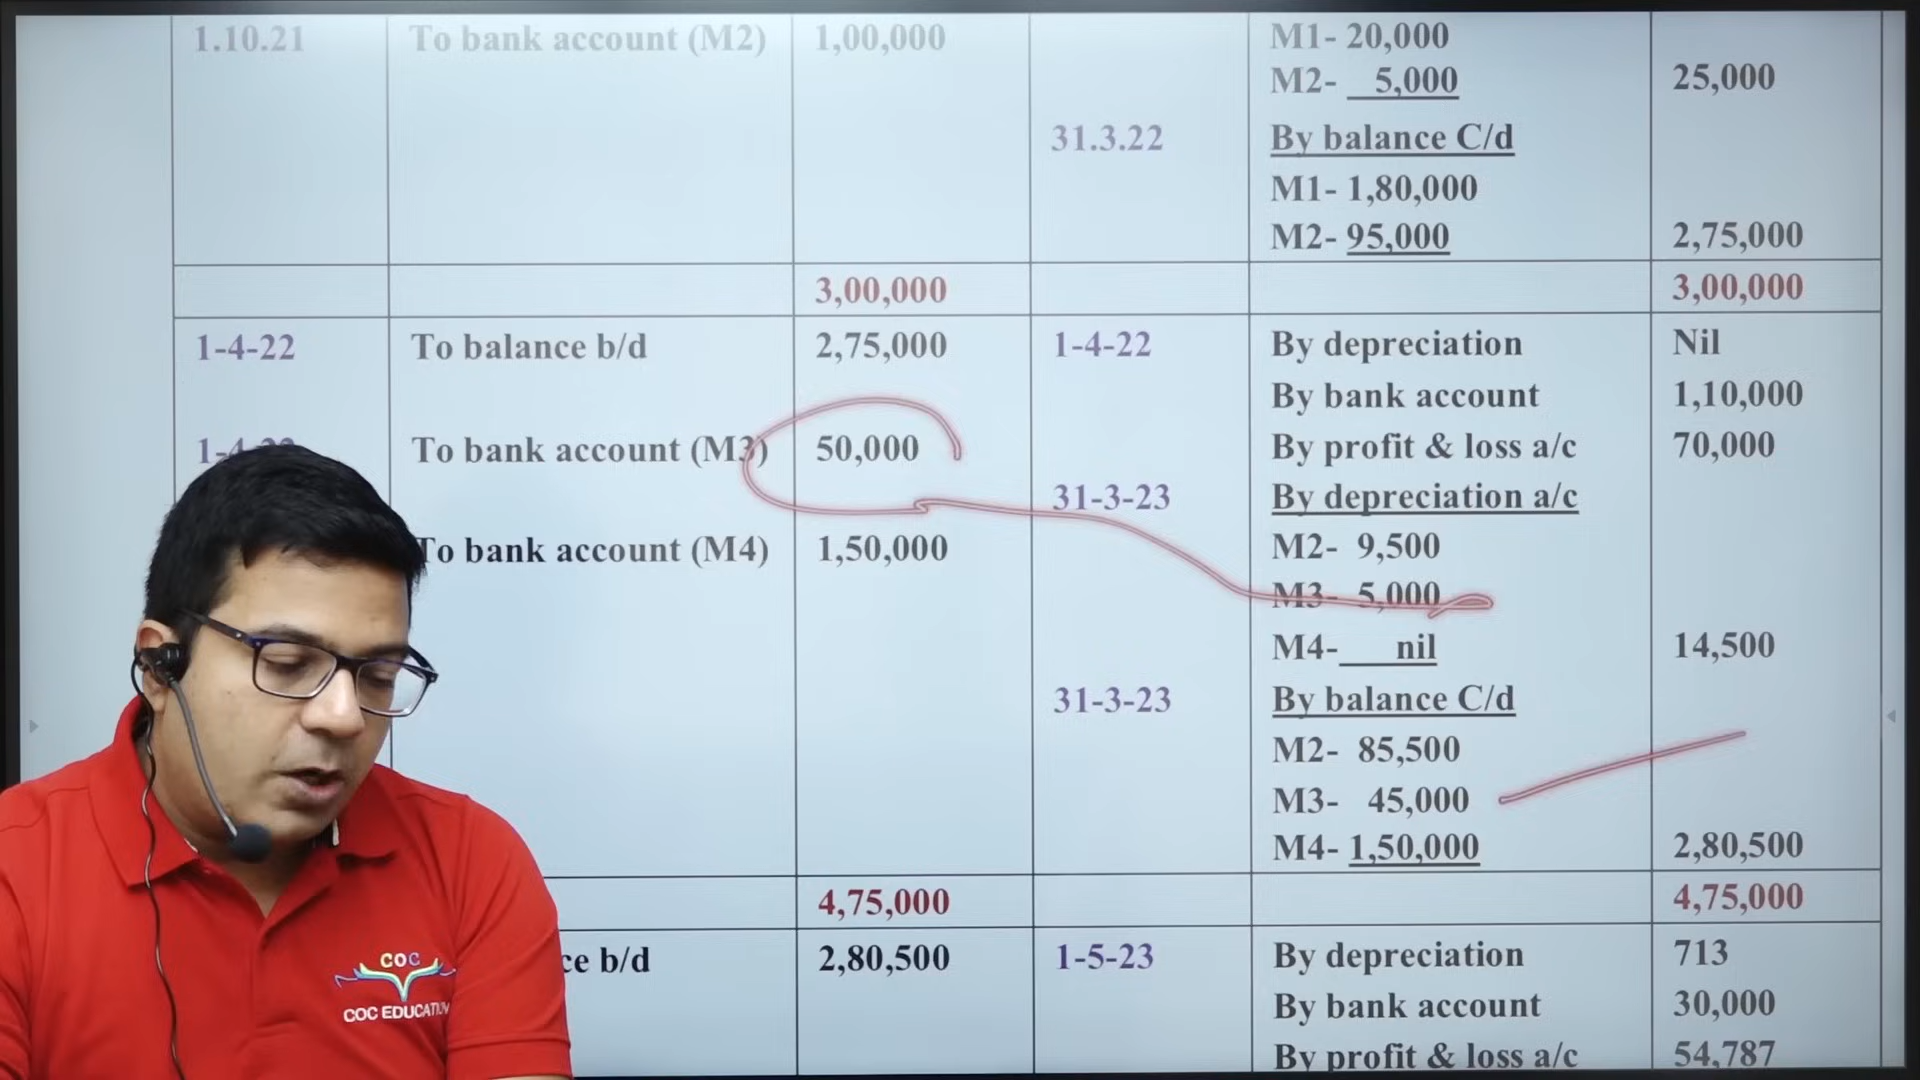 1.10.21 To bank account (M2) 1,00,000 M1- 20,000
M2- 5,000 25,000
31.3.22 By balance C/d
M1- 1,80,000
M2- 95,000 2,75,000
3,00,000 3,00,000
1-4-22 To balance b/d 2,75,000 1-4-22 By depreciation Nil
By bank account 1,10,000
To bank account (M3) 50,000 By profit & loss a/c 70,000
31-3-23 By depreciation a/c
To bank account (M4) 1,50,000 M2- 9,500
M3- 5,000
M4- nil 14,500
31-3-23 By balance C/d
M2- 85,500
M3- 45,000
M4- 1,50,000 2,80,500
4,75,000 4,75,000
b/d 2,80,500 1-5-23 By depreciation 713
By bank account 30,000
By profit & loss a/c 54,787
COC
COC EDUCATION